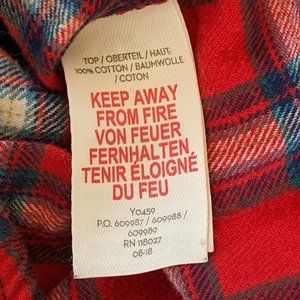 TOP / OBERTEIL / HAUT:
100% COTTON / BAUMWOLLE
/ COTON
KEEP AWAY
FROM FIRE
VON FEUER
FERNHALTEN,
TENIR ÉLOIGNÉ
DU FEU
Y0459
P.O. 609987 / 609988 /
609989
RN 118027
08-18